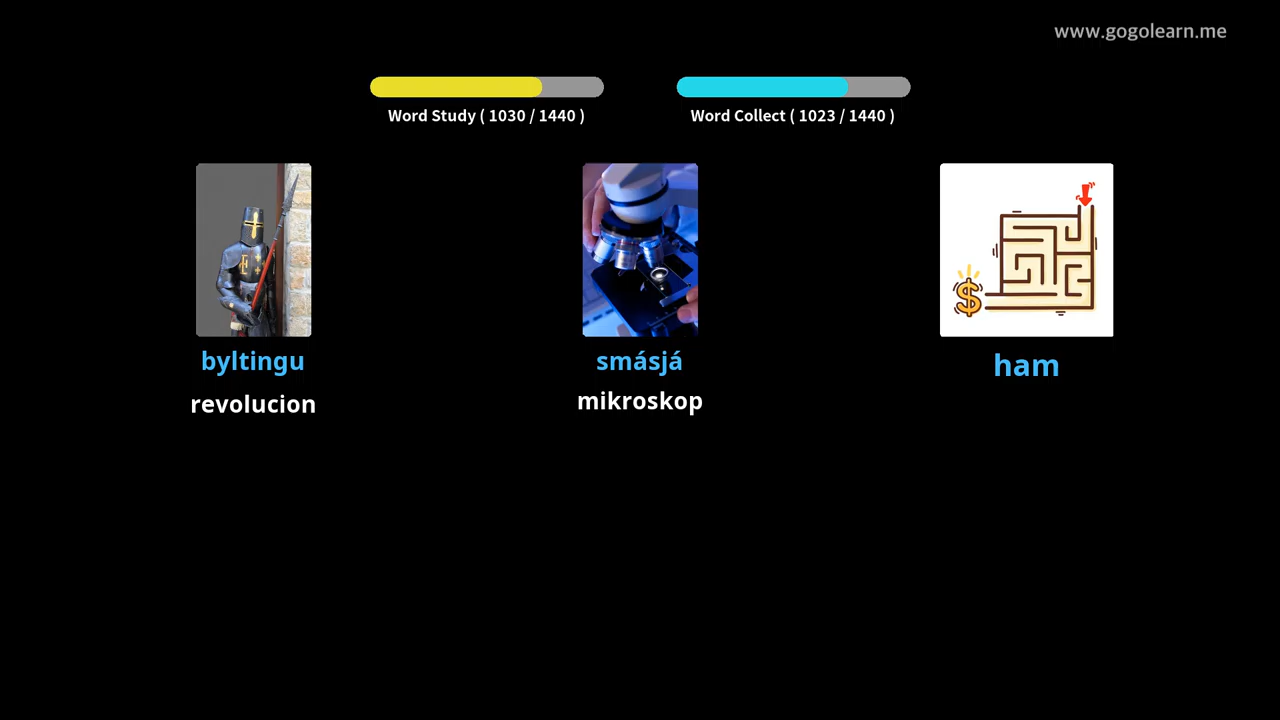 www.gogolearn.me
Word Study ( 1030 / 1440 )
Word Collect ( 1023 / 1440 )
byltingu
smásjá
ham
revolucion
mikroskop